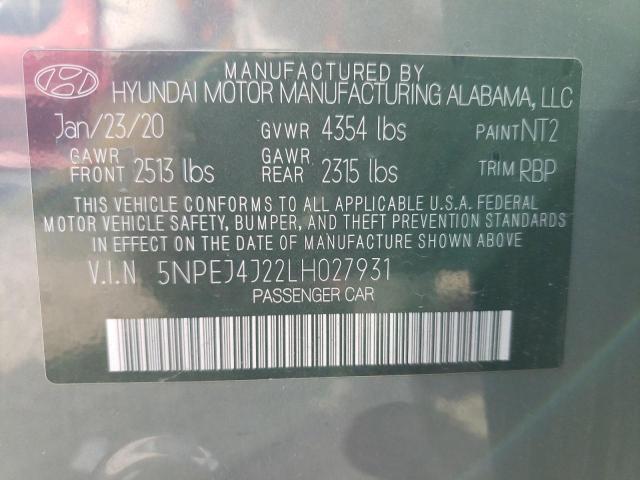 MANUFACTURED BY
HYUNDAI MOTOR MANUFACTURING ALABAMA, LLC
Jan/23/20 GVWR 4354 lbs PAINT NT2
GAWR FRONT 2513 lbs GAWR REAR 2315 lbs TRIM RBP
THIS VEHICLE CONFORMS TO ALL APPLICABLE U.S.A. FEDERAL
MOTOR VEHICLE SAFETY, BUMPER, AND THEFT PREVENTION STANDARDS
IN EFFECT ON THE DATE OF MANUFACTURE SHOWN ABOVE.
V.I.N 5NPEJ4J22LH027931
PASSENGER CAR